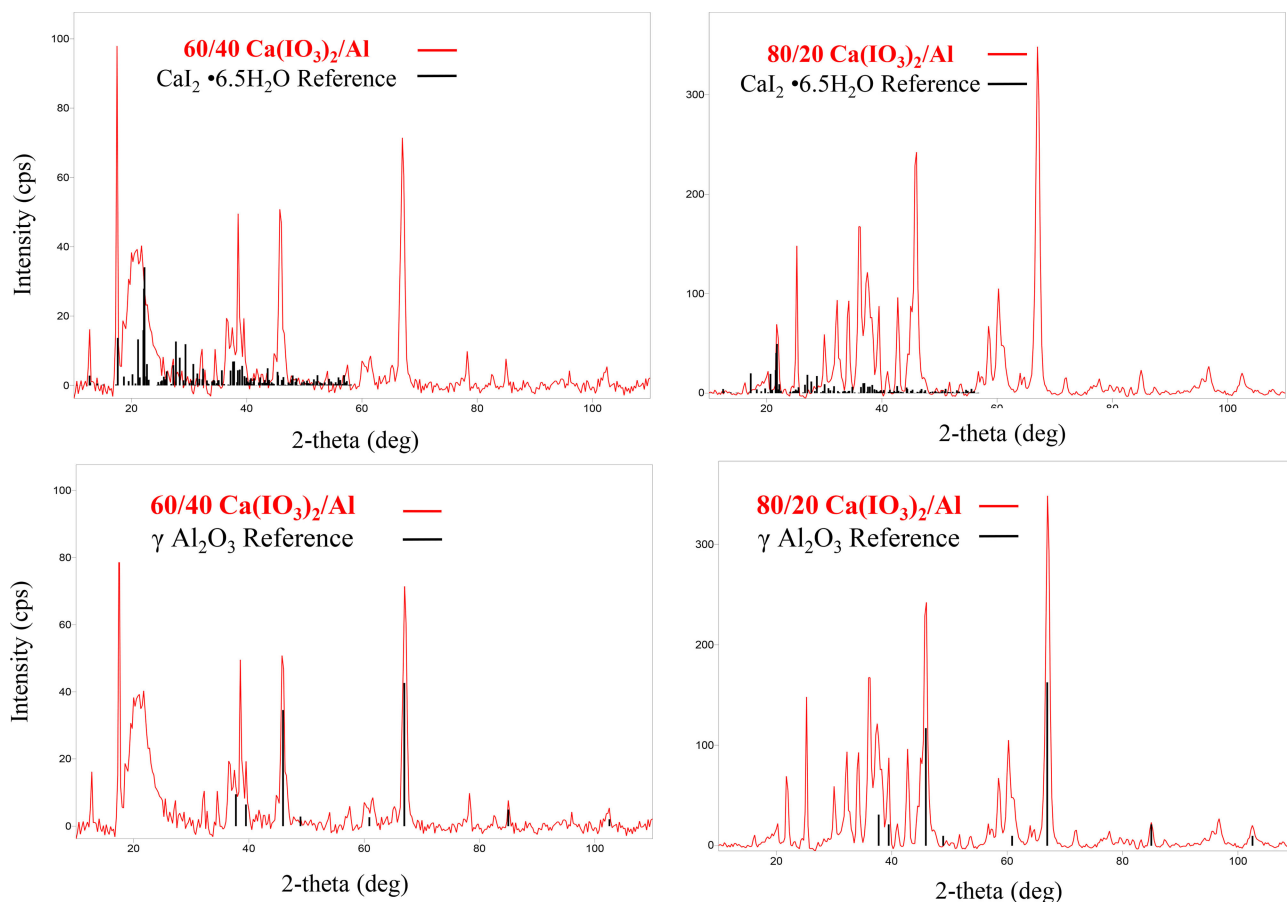 60/40 Ca(IO₃)₂/Al
CaI₂ •6.5H₂O Reference
100
80
60
40
20
0
Intensity (cps)
20
40
60
80
100
2-theta (deg)
80/20 Ca(IO₃)₂/Al
CaI₂ •6.5H₂O Reference
300
200
100
0
20
40
60
80
100
2-theta (deg)
60/40 Ca(IO₃)₂/Al
γ Al₂O₃ Reference
100
80
60
40
20
0
Intensity (cps)
20
40
60
80
100
2-theta (deg)
80/20 Ca(IO₃)₂/Al
γ Al₂O₃ Reference
300
200
100
0
20
40
60
80
100
2-theta (deg)